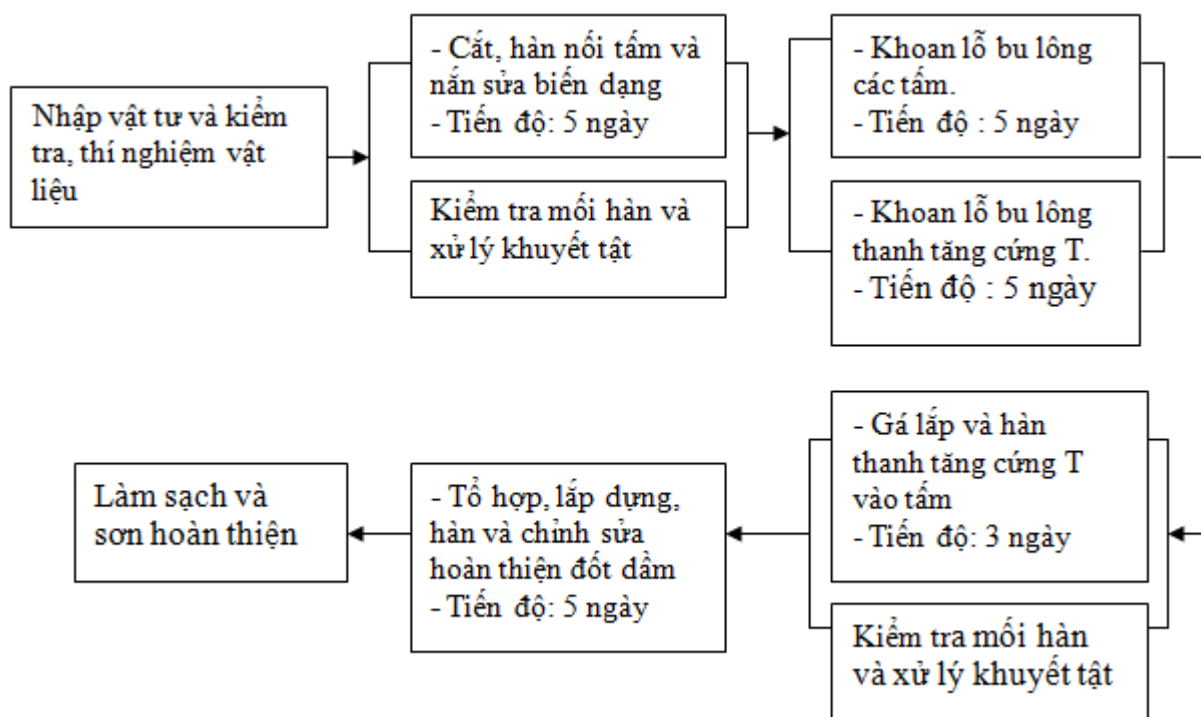 Nhập vật tư và kiểm
tra, thí nghiệm vật
liệu
- Cắt, hàn nối tấm và
nắn sửa biến dạng
- Tiến độ: 5 ngày
Kiểm tra mối hàn và
xử lý khuyết tật
- Khoan lỗ bu lông
các tấm.
- Tiến độ : 5 ngày
- Khoan lỗ bu lông
thanh tăng cứng T.
- Tiến độ : 5 ngày
- Gá lắp và hàn
thanh tăng cứng T
vào tấm
- Tiến độ: 3 ngày
Kiểm tra mối hàn
và xử lý khuyết tật
- Tổ hợp, lắp dựng,
hàn và chỉnh sửa
hoàn thiện đốt dầm
- Tiến độ: 5 ngày
Làm sạch và
sơn hoàn thiện